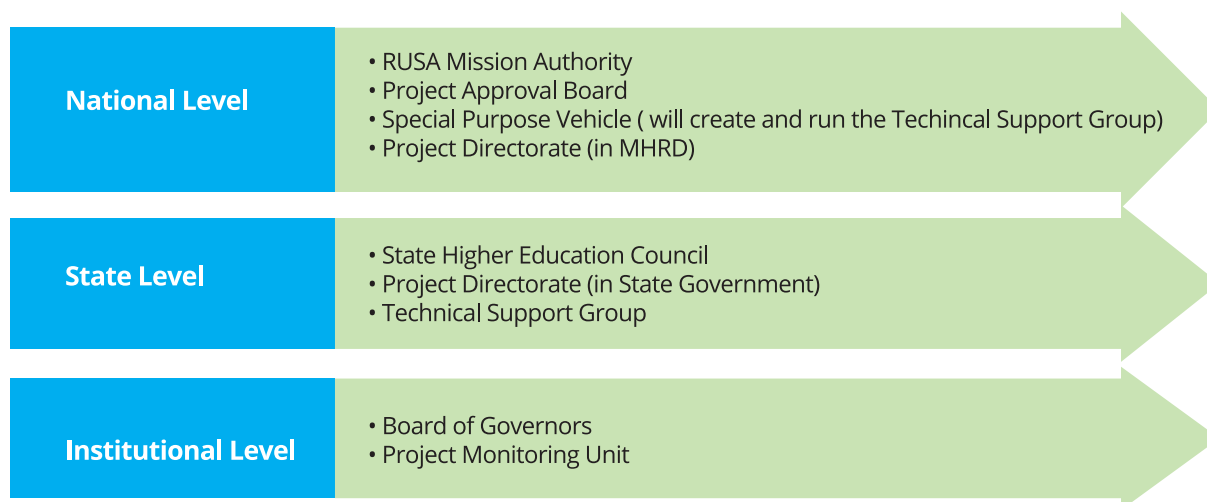 National Level
• RUSA Mission Authority
• Project Approval Board
• Special Purpose Vehicle ( will create and run the Techincal Support Group)
• Project Directorate (in MHRD)
State Level
• State Higher Education Council
• Project Directorate (in State Government)
• Technical Support Group
Institutional Level
• Board of Governors
• Project Monitoring Unit